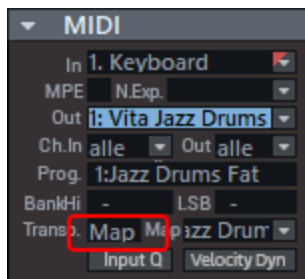 MIDI
In 1. Keyboard
MPE N.Exp.
Out 1: Vita Jazz Drums
Ch.In alle Out alle
Prog. 1:Jazz Drums Fat
BankHi - LSB -
Transp. Map Map azz Drum
Input Q Velocity Dyn